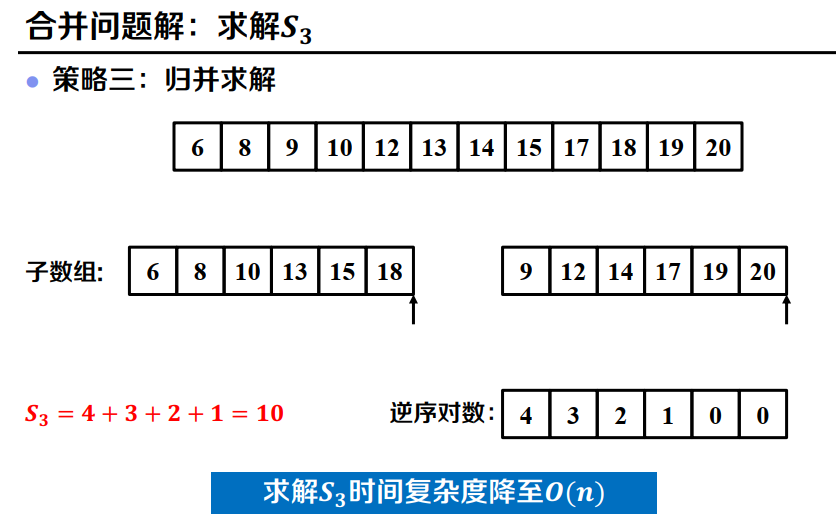 合并问题解：求解S₃
策略三：归并求解
6 8 9 10 12 13 14 15 17 18 19 20
子数组: 6 8 10 13 15 18 9 12 14 17 19 20
S₃ = 4 + 3 + 2 + 1 = 10 逆序对数： 4 3 2 1 0 0
求解S₃时间复杂度降至O(n)